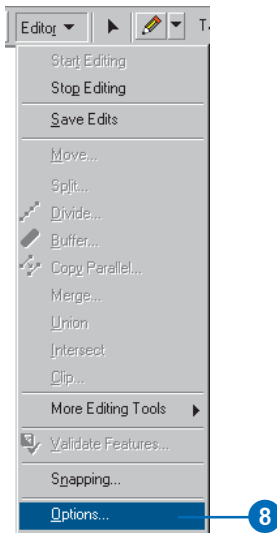 Editor T
Start Editing
Stop Editing
Save Edits
Move...
Split...
Divide...
Buffer...
Copy Parallel...
Merge...
Union
Intersect
Clip...
More Editing Tools
Validate Features...
Snapping...
Options... 8